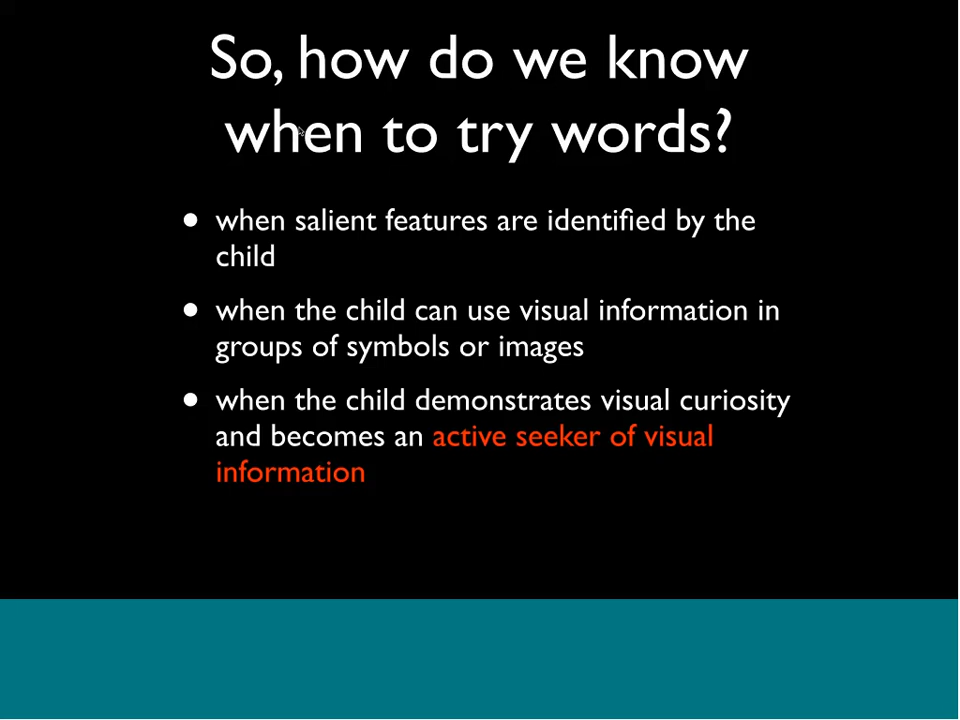 So, how do we know
when to try words?
• when salient features are identified by the
child
• when the child can use visual information in
groups of symbols or images
• when the child demonstrates visual curiosity
and becomes an active seeker of visual
information